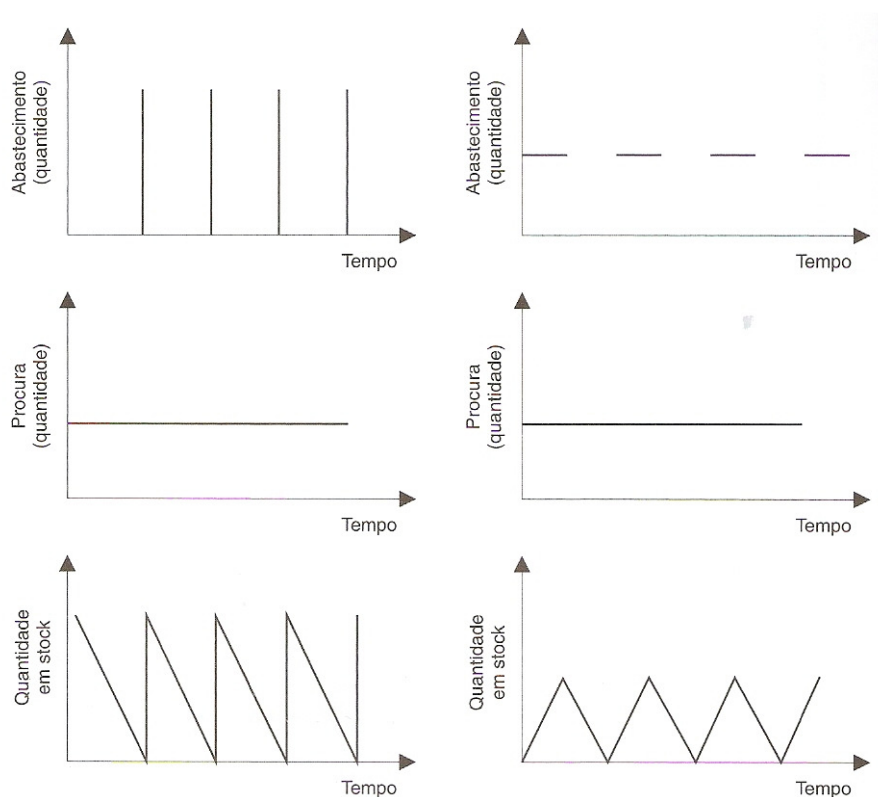 Abastecimento
(quantidade)
Tempo
Abastecimento
(quantidade)
Tempo
Procura
(quantidade)
Tempo
Procura
(quantidade)
Tempo
Quantidade
em stock
Tempo
Quantidade
em stock
Tempo